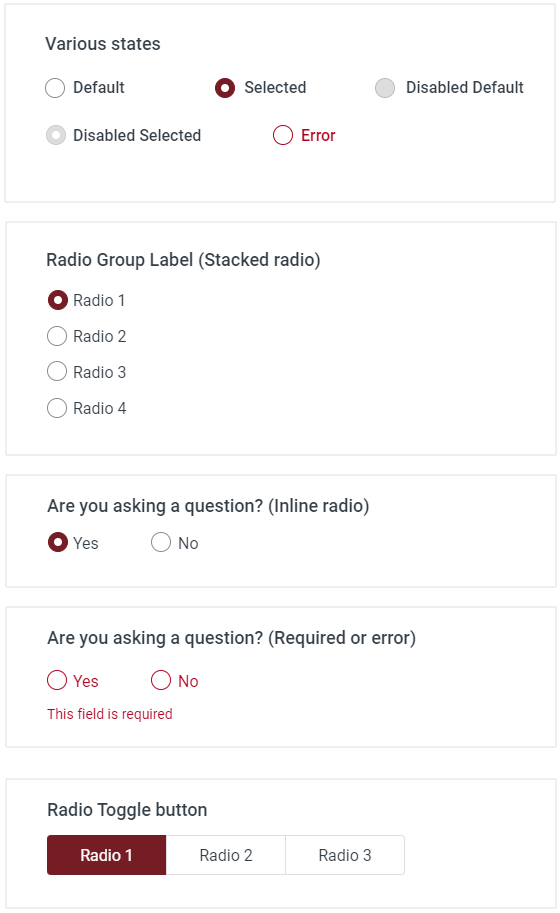 Various states
Default Selected Disabled Default
Disabled Selected Error
Radio Group Label (Stacked radio)
Radio 1
Radio 2
Radio 3
Radio 4
Are you asking a question? (Inline radio)
Yes No
Are you asking a question? (Required or error)
Yes No
This field is required
Radio Toggle button
Radio 1 Radio 2 Radio 3